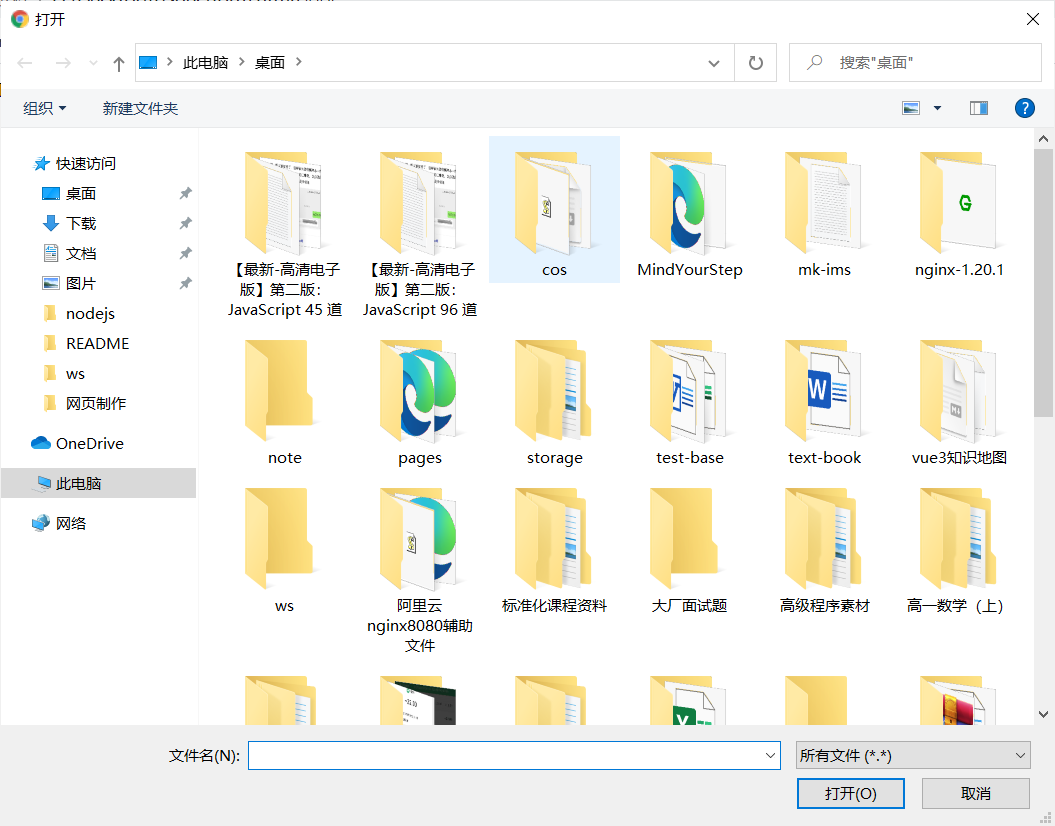 打开
此电脑
桌面
搜索"桌面"
组织
新建文件夹
快速访问
桌面
下载
文档
图片
nodejs
README
ws
网页制作
OneDrive
此电脑
网络
【最新-高清电子
版】第二版：
JavaScript 45 道
【最新-高清电子
版】第二版：
JavaScript 96 道
cos
MindYourStep
mk-ims
nginx-1.20.1
note
pages
storage
test-base
text-book
vue3知识地图
ws
阿里云
nginx8080辅助
文件
标准化课程资料
大厂面试题
高级程序素材
高一数学（上）
文件名(N):
所有文件 (*.*)
打开(O)
取消